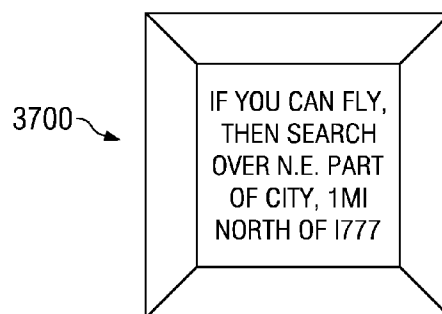 3700
IF YOU CAN FLY,
THEN SEARCH
OVER N.E. PART
OF CITY, 1MI
NORTH OF I777